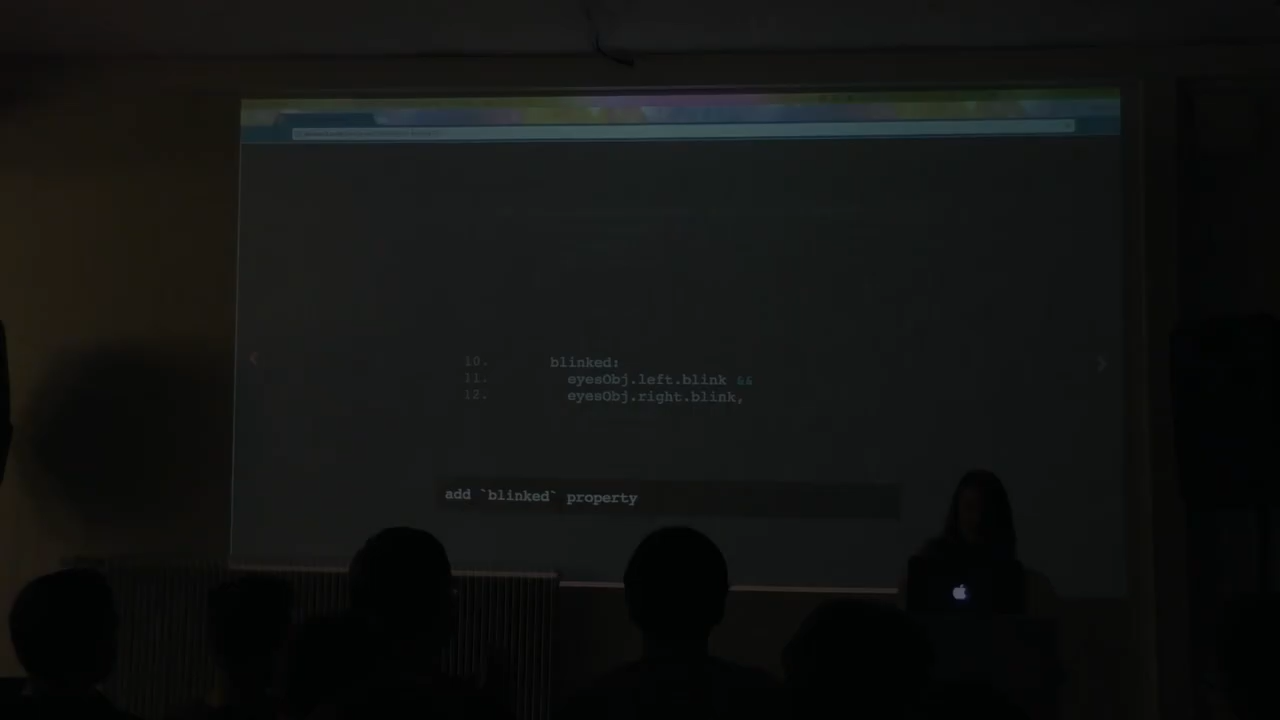 10. blinked:
11. eyesObj.left.blink &&
12. eyesObj.right.blink,
add `blinked` property